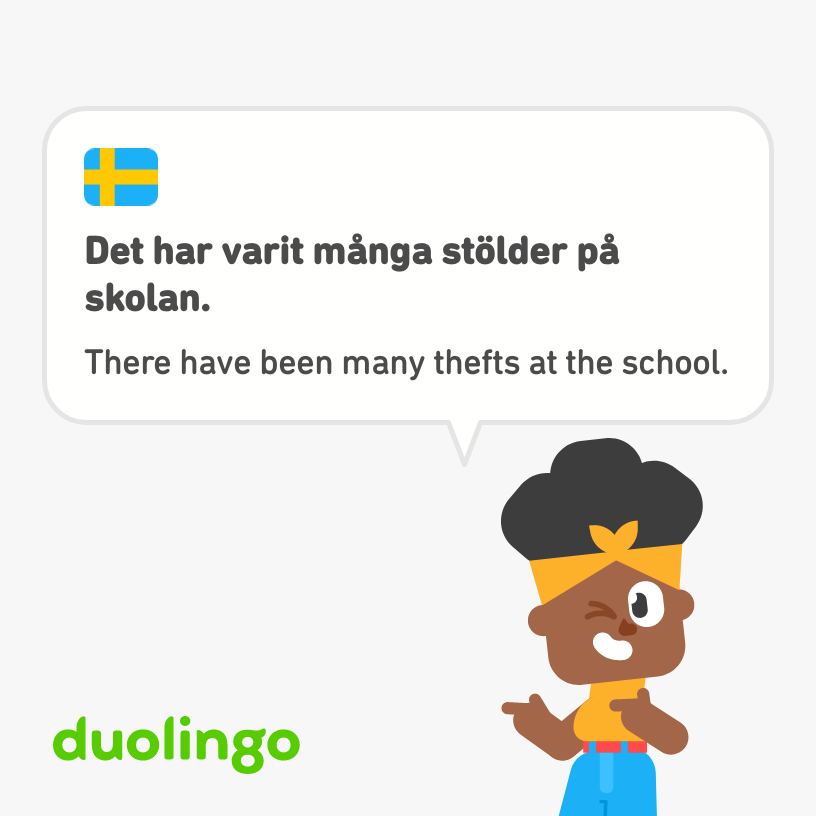 Det har varit många stölder på
skolan.
There have been many thefts at the school.
duolingo